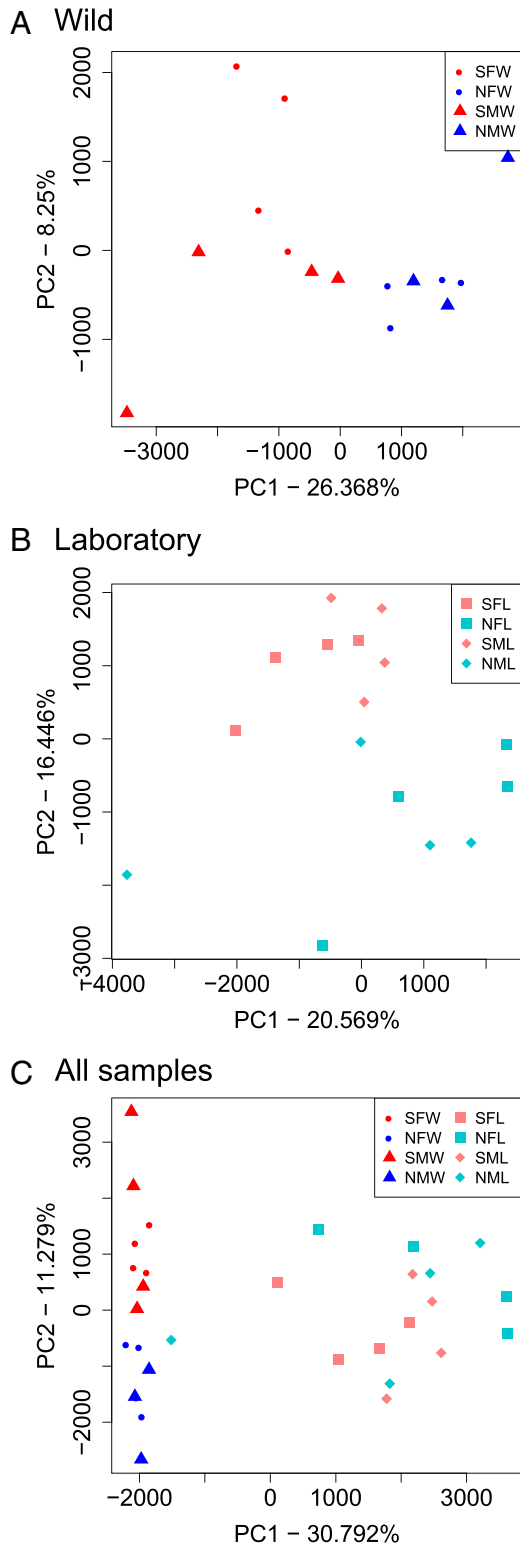 A Wild
SFW
NFW
SMW
NMW
2000
1000
0
−1000
PC2 − 8.25%
−3000
−1000
0
1000
PC1 − 26.368%
B Laboratory
SFL
NFL
SML
NML
2000
1000
0
−1000
−3000
PC2 − 16.446%
−4000
−2000
0
1000
PC1 − 20.569%
C All samples
SFW SFL
NFW NFL
SMW SML
NMW NML
3000
1000
0
−2000
PC2 − 11.279%
−2000
0
1000
3000
PC1 − 30.792%